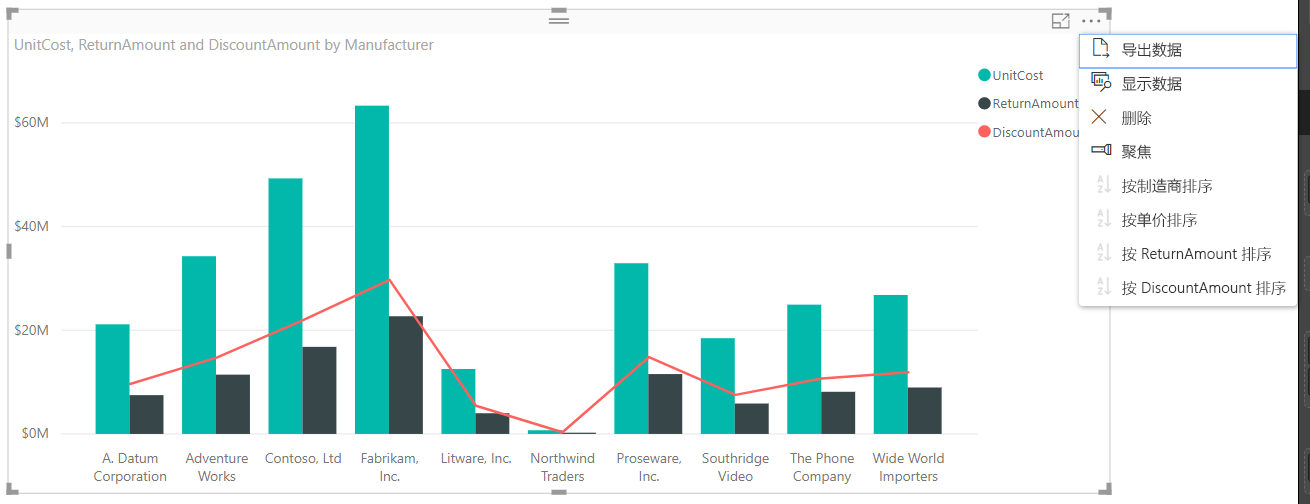 UnitCost, ReturnAmount and DiscountAmount by Manufacturer
UnitCost
ReturnAmount
DiscountAmou
$60M
$40M
$20M
$0M
A. Datum
Corporation
Adventure
Works
Contoso, Ltd
Fabrikam,
Inc.
Litware, Inc.
Northwind
Traders
Proseware,
Inc.
Southridge
Video
The Phone
Company
Wide World
Importers
导出数据
显示数据
删除
聚焦
按制造商排序
按单价排序
按 ReturnAmount 排序
按 DiscountAmount 排序